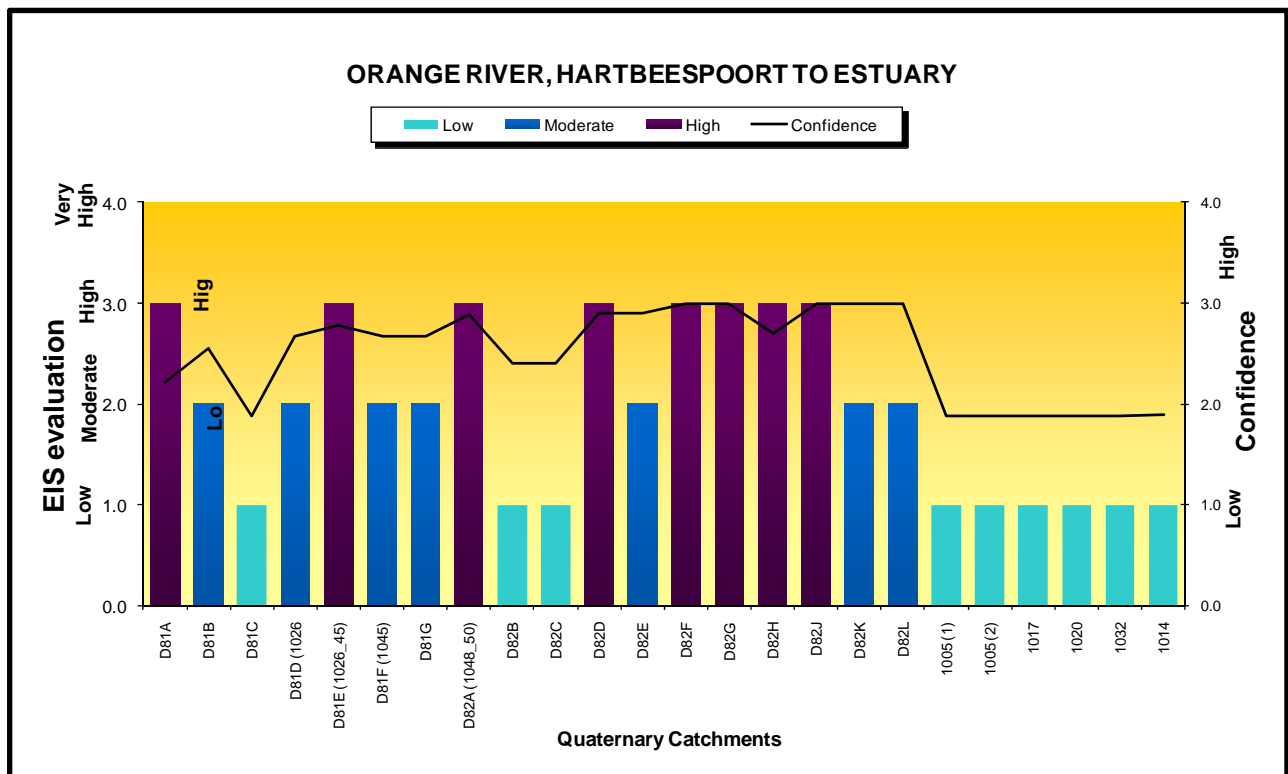 ORANGE RIVER, HARTBEESPOORT TO ESTUARY
Low Moderate High Confidence
EIS evaluation
Low Moderate High Very High
4.0
3.0
2.0
1.0
0.0
Hig
Lo
4.0
3.0
2.0
1.0
0.0
Low High
Confidence
D81A
D81B
D81C
D81D (1026
D81E (1026_45)
D81F (1045)
D81G
D82A (1048_50)
D82B
D82C
D82D
D82E
D82F
D82G
D82H
D82J
D82K
D82L
1005(1)
1005(2)
1017
1020
1032
1014
Quaternary Catchments